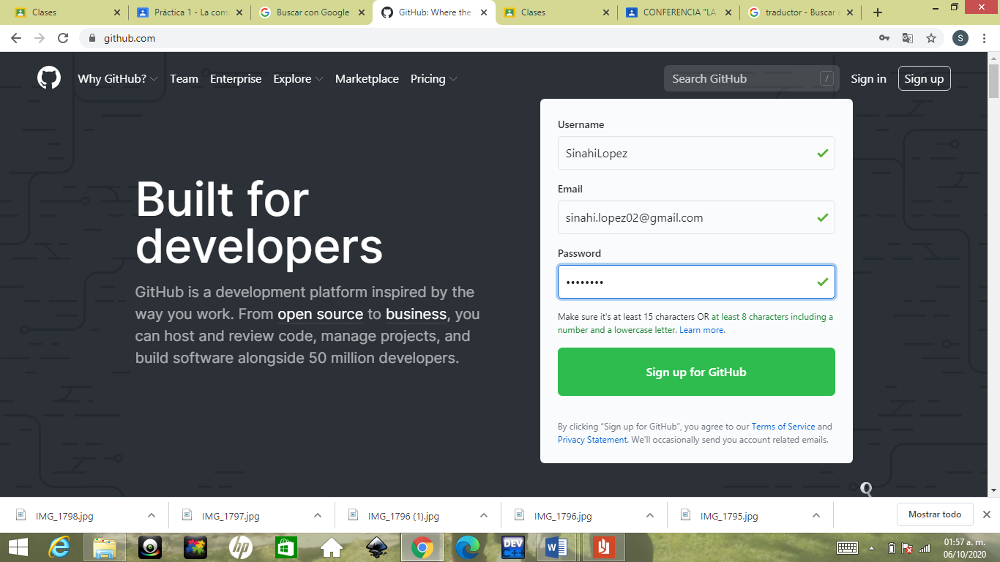 Clases
Práctica 1 - La comp
Buscar con Google
GitHub: Where the
Clases
CONFERENCIA "LA
traductor - Buscar c
github.com
S
Why GitHub?
Team
Enterprise
Explore
Marketplace
Pricing
Search GitHub
/
Sign in
Sign up
Built for
developers
GitHub is a development platform inspired by the
way you work. From open source to business, you
can host and review code, manage projects, and
build software alongside 50 million developers.
Username
SinahiLopez
Email
sinahi.lopez02@gmail.com
Password
••••••••
Make sure it's at least 15 characters OR at least 8 characters including a
number and a lowercase letter. Learn more.
Sign up for GitHub
By clicking “Sign up for GitHub”, you agree to our Terms of Service and
Privacy Statement. We’ll occasionally send you account related emails.
IMG_1798.jpg
IMG_1797.jpg
IMG_1796 (1).jpg
IMG_1796.jpg
IMG_1795.jpg
Mostrar todo
hp
DEV
C++
W
01:57 a. m.
06/10/2020